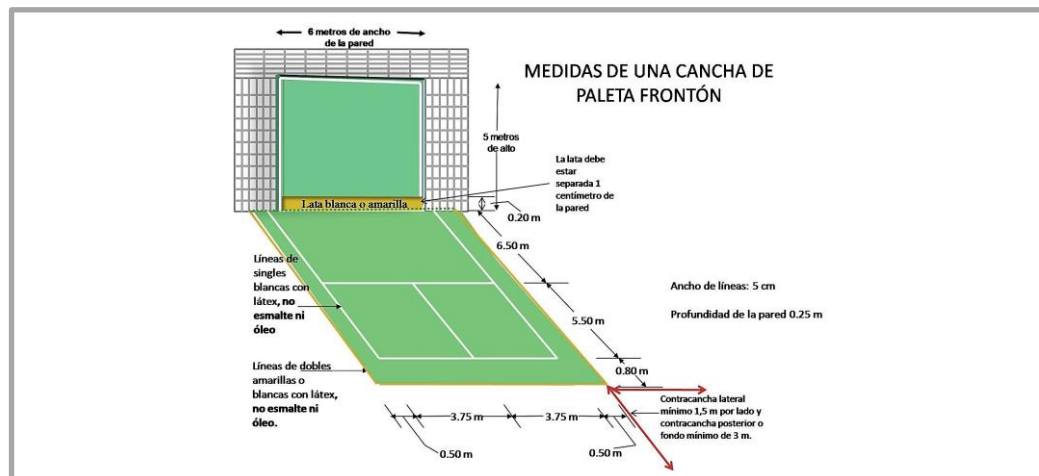 6 metros de ancho
de la pared
MEDIDAS DE UNA CANCHA DE
PALETA FRONTÓN
5 metros
de alto
La lata debe
estar
separada 1
centímetro de
la pared
Lata blanca o amarilla
0.20 m
6.50 m
Líneas de
singles
blancas con
látex, no
esmalte ni
óleo
Ancho de líneas: 5 cm
Profundidad de la pared 0.25 m
5.50 m
Líneas de dobles
amarillas o
blancas con látex,
no esmalte ni
óleo.
0.80 m
Contracancha lateral
mínimo 1,5 m por lado y
contracancha posterior o
fondo mínimo de 3 m.
3.75 m
3.75 m
0.50 m
0.50 m